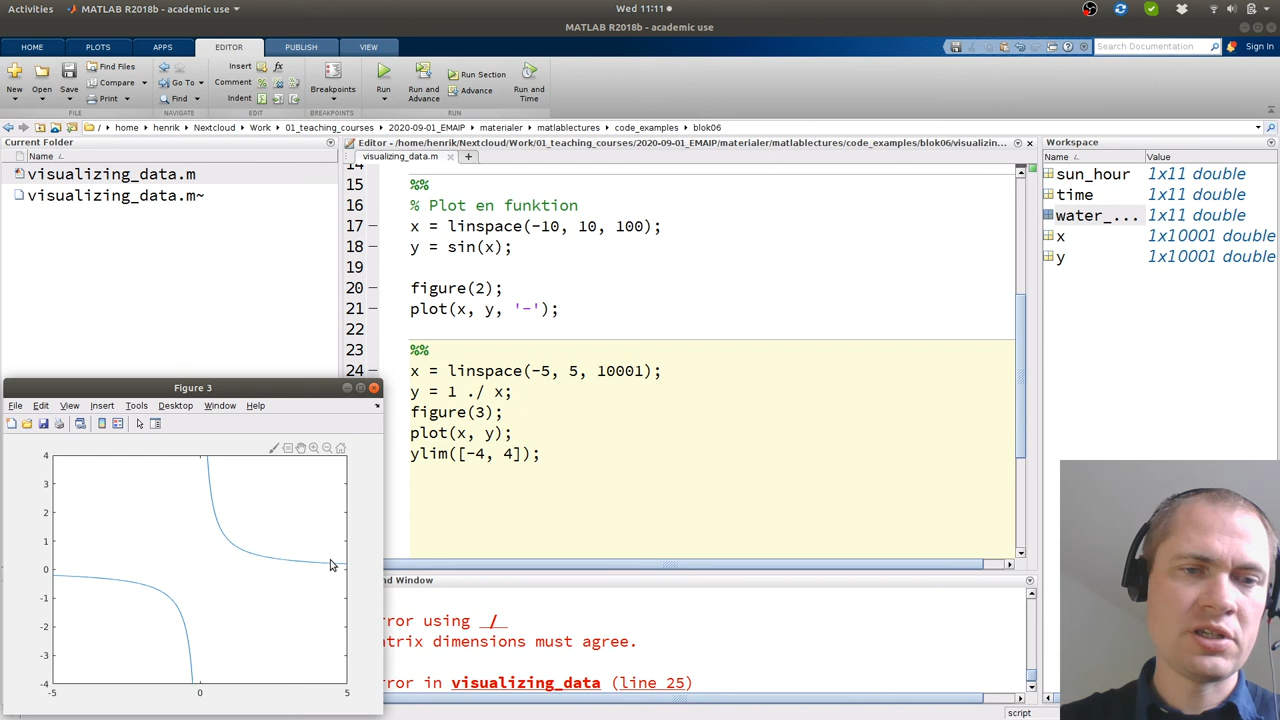 Activities
MATLAB R2018b - academic use
Wed 11:11
MATLAB R2018b - academic use
HOME PLOTS APPS EDITOR PUBLISH VIEW
Search Documentation
Sign In
New Open Save
Find Files
Compare
Print
Go To
Find
Insert
Comment
Indent
Breakpoints
Run
Run and Advance
Run Section
Advance
Run and Time
FILE NAVIGATE EDIT BREAKPOINTS RUN
/ home henrik Nextcloud Work 01_teaching_courses 2020-09-01_EMAIP materialer matlablectures code_examples blok06
Current Folder
Name
visualizing_data.m
visualizing_data.m~
Editor - /home/henrik/Nextcloud/Work/01_teaching_courses/2020-09-01_EMAIP/materialer/matlablectures/code_examples/blok06/visualizin...
visualizing_data.m
14
15 %%
16 % Plot en funktion
17 x = linspace(-10, 10, 100);
18 y = sin(x);
19
20 figure(2);
21 plot(x, y, '-');
22
23 %%
24 x = linspace(-5, 5, 10001);
y = 1 ./ x;
figure(3);
plot(x, y);
ylim([-4, 4]);
Workspace
Name Value
sun_hour 1x11 double
time 1x11 double
water_... 1x11 double
x 1x10001 double
y 1x10001 double
Figure 3
File Edit View Insert Tools Desktop Window Help
4
3
2
1
0
-1
-2
-3
-4
-5 0 5
nd Window
rror using /
trix dimensions must agree.
rror in visualizing_data (line 25)
script